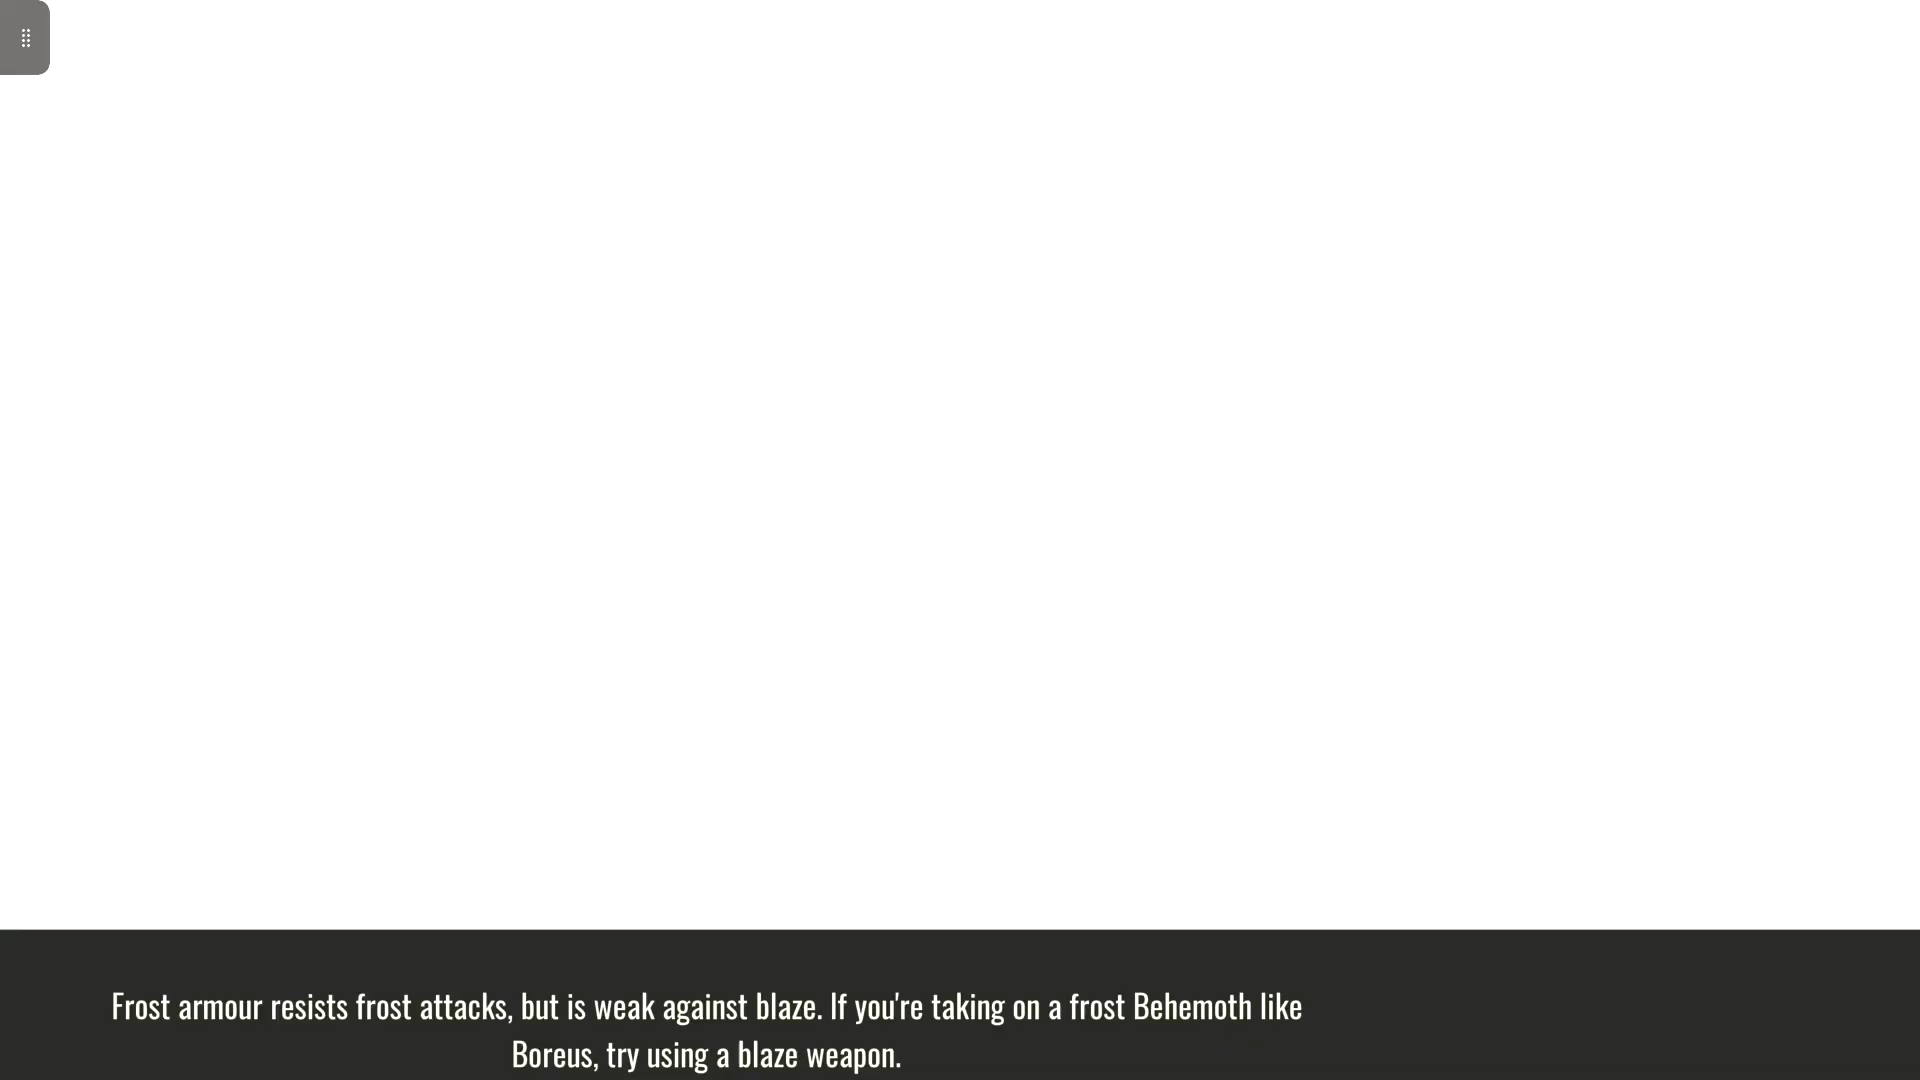 Frost armour resists frost attacks, but is weak against blaze. If you're taking on a frost Behemoth like
Boreus, try using a blaze weapon.